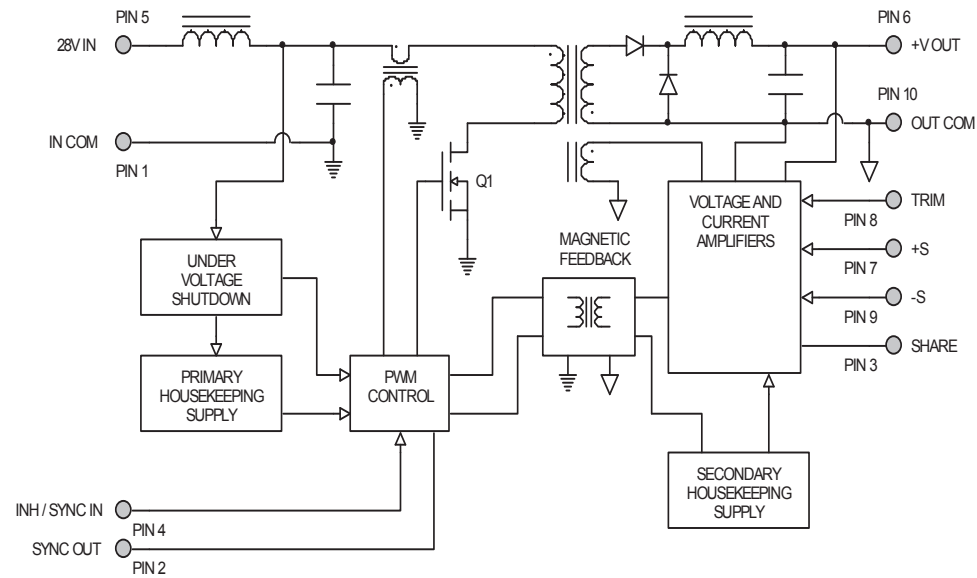 PIN 5
28V IN
IN COM
PIN 1
PIN 6
+V OUT
PIN 10
OUT COM
Q1
UNDER
VOLTAGE
SHUTDOWN
MAGNETIC
FEEDBACK
VOLTAGE AND
CURRENT
AMPLIFIERS
TRIM
PIN 8
+S
PIN 7
-S
PIN 9
SHARE
PIN 3
PRIMARY
HOUSEKEEPING
SUPPLY
PWM
CONTROL
SECONDARY
HOUSEKEEPING
SUPPLY
INH / SYNC IN
PIN 4
SYNC OUT
PIN 2